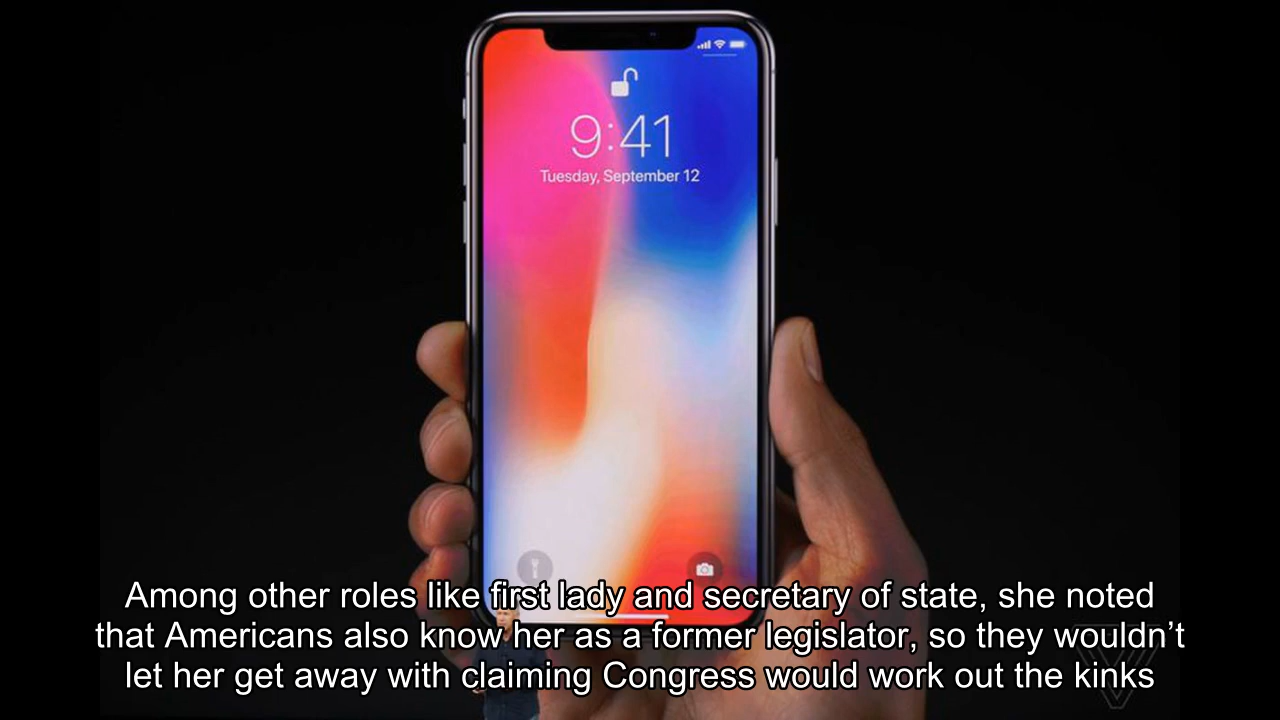 9:41
Tuesday, September 12
Among other roles like first lady and secretary of state, she noted
that Americans also know her as a former legislator, so they wouldn’t
let her get away with claiming Congress would work out the kinks